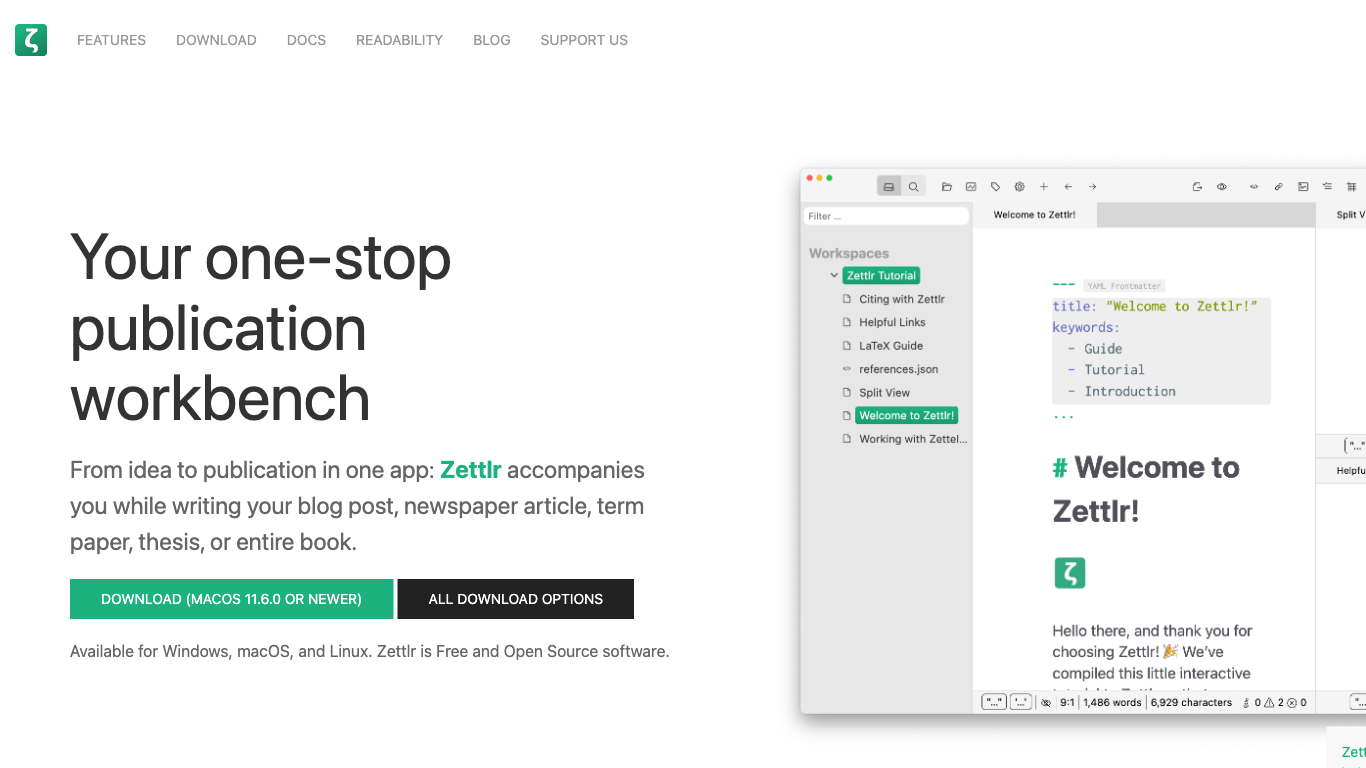 ζ FEATURES DOWNLOAD DOCS READABILITY BLOG SUPPORT US
Your one-stop
publication
workbench
From idea to publication in one app: Zettlr accompanies
you while writing your blog post, newspaper article, term
paper, thesis, or entire book.
DOWNLOAD (MACOS 11.6.0 OR NEWER) ALL DOWNLOAD OPTIONS
Available for Windows, macOS, and Linux. Zettlr is Free and Open Source software.
Filter ...
Workspaces
Zettlr Tutorial
Citing with Zettlr
Helpful Links
LaTeX Guide
references.json
Split View
Welcome to Zettlr!
Working with Zettel...
Welcome to Zettlr!
Split V
--- YAML Frontmatter
title: "Welcome to Zettlr!"
keywords:
- Guide
- Tutorial
- Introduction
...
# Welcome to
Zettlr!
ζ
Hello there, and thank you for
choosing Zettlr! 🎉 We've
compiled this little interactive
"..." '...' 9:1 1,486 words 6,929 characters 0 2 0
"..."
Helpfu
"...
Zett